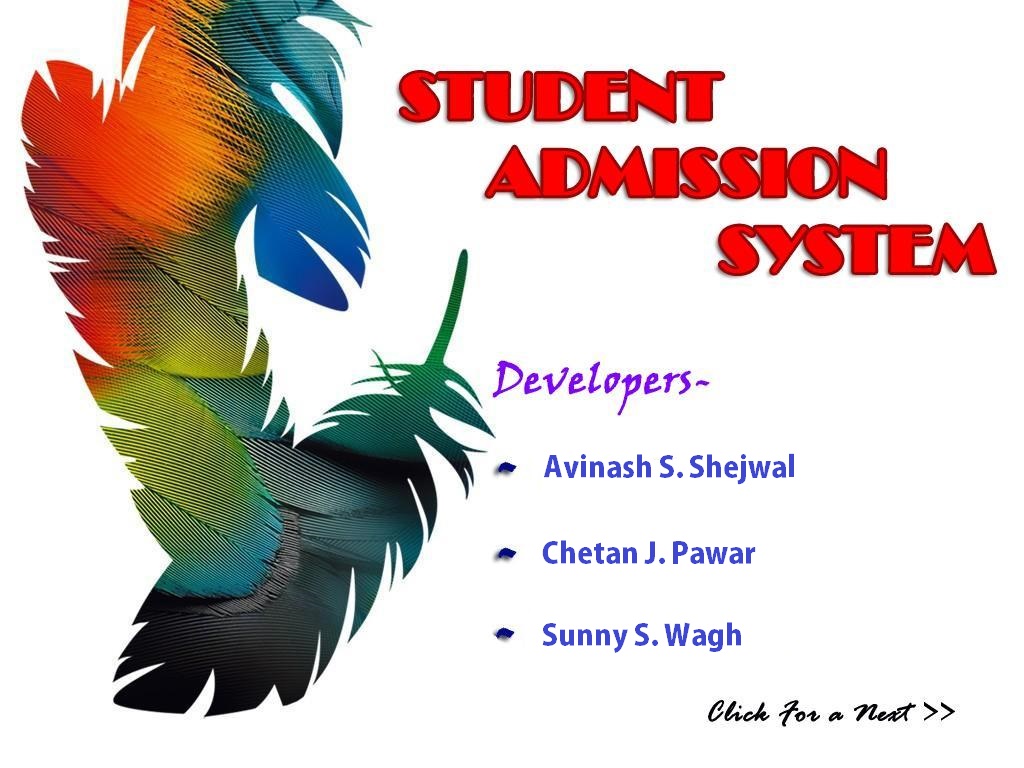 STUDENT
ADMISSION
SYSTEM
Developers-
- Avinash S. Shejwal
- Chetan J. Pawar
- Sunny S. Wagh
Click For a Next >>